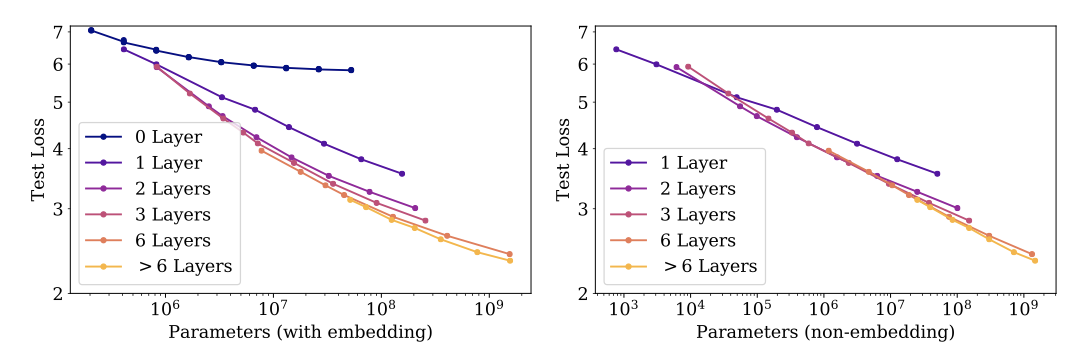 7
6
5
4
3
2
Test Loss
0 Layer
1 Layer
2 Layers
3 Layers
6 Layers
> 6 Layers
10^6
10^7
10^8
10^9
Parameters (with embedding)
7
6
5
4
3
2
Test Loss
1 Layer
2 Layers
3 Layers
6 Layers
> 6 Layers
10^3
10^4
10^5
10^6
10^7
10^8
10^9
Parameters (non-embedding)